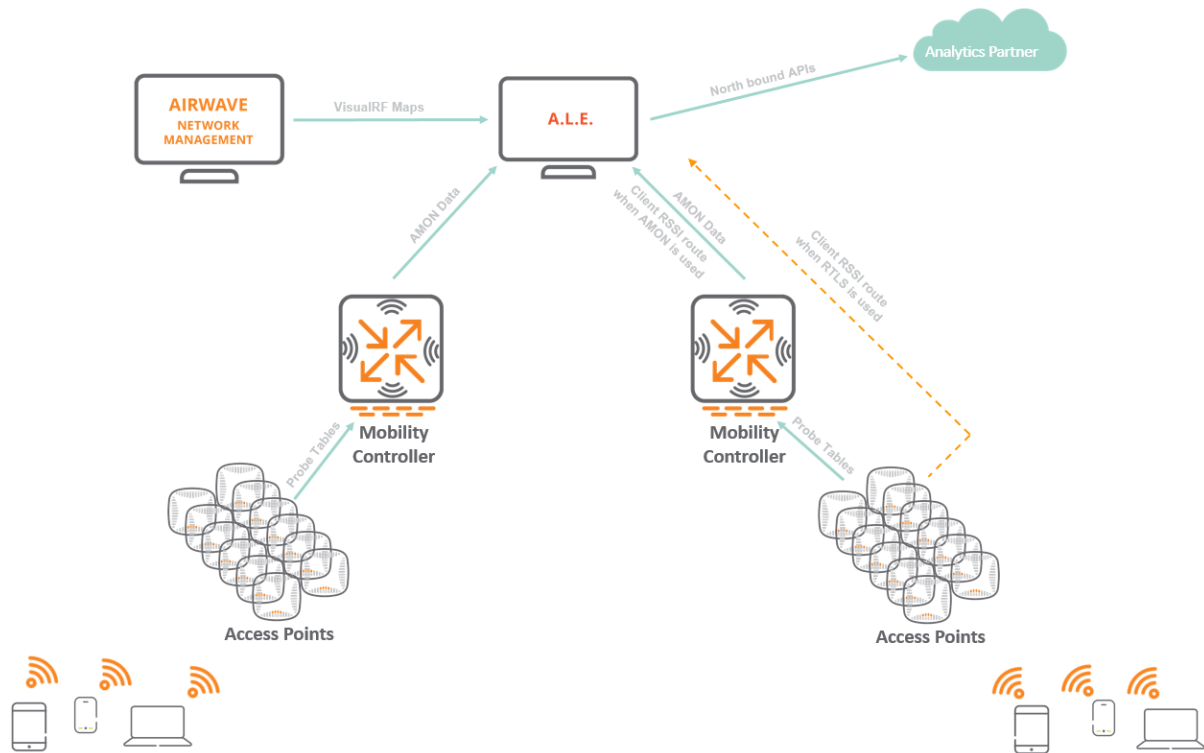 Analytics Partner
AIRWAVE
NETWORK
MANAGEMENT
VisualRF Maps
A.L.E.
North bound APIs
AMON Data
AMON Data
Client RSSI route
when AMON is used
Client RSSI route
when RTLS is used
Mobility
Controller
Mobility
Controller
Probe Tables
Probe Tables
Access Points
Access Points